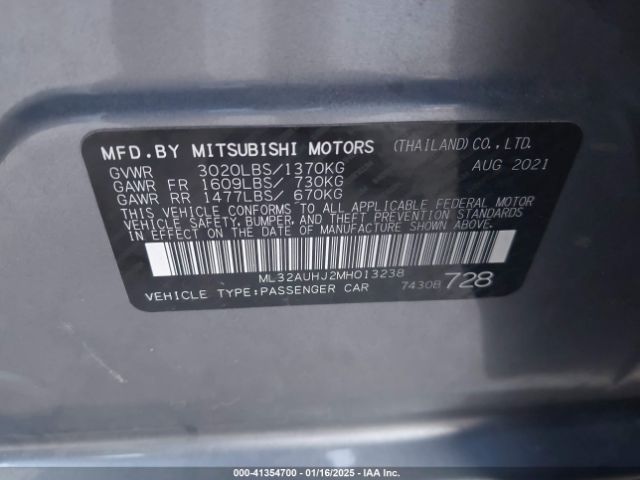 MFD.BY MITSUBISHI MOTORS (THAILAND) CO., LTD.
GVWR 3020LBS/1370KG AUG 2021
GAWR FR 1609LBS/ 730KG
GAWR RR 1477LBS/ 670KG
THIS VEHICLE CONFORMS TO ALL APPLICABLE FEDERAL MOTOR
VEHICLE SAFETY, BUMPER, AND THEFT PREVENTION STANDARDS
IN EFFECT ON THE DATE OF MANUFACTURE SHOWN ABOVE.
ML32AUHJ2MH013238
VEHICLE TYPE:PASSENGER CAR 7430B 728
000-41354700 - 01/16/2025 - IAA Inc.